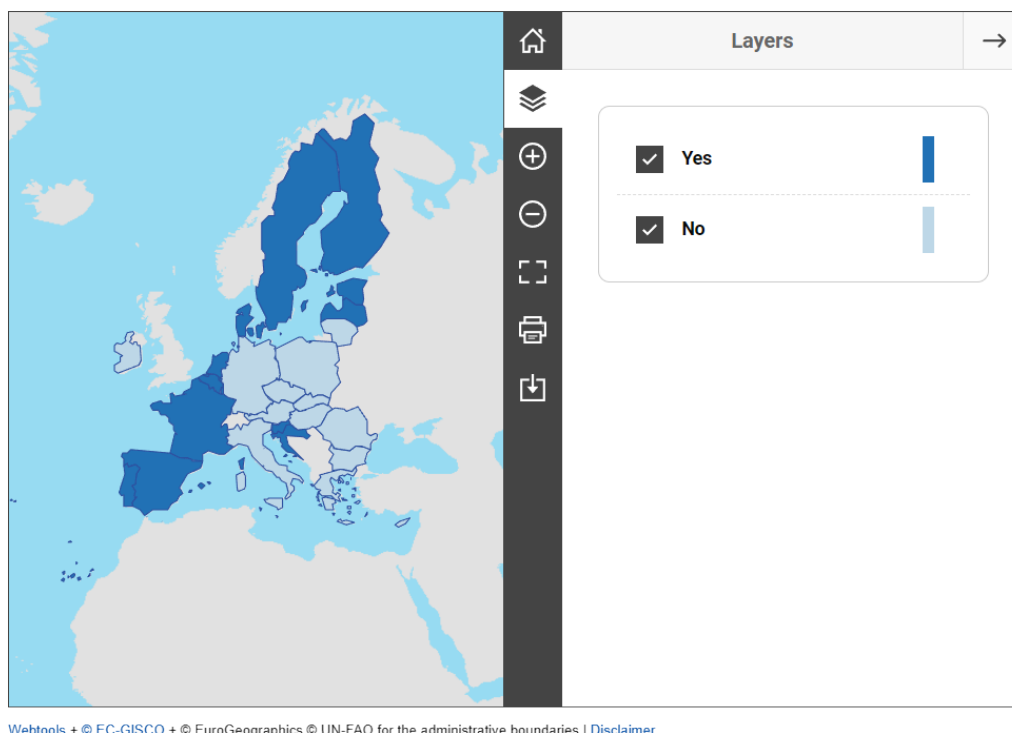 Layers
Yes
No
Webtools + © EC-GISCO + © EuroGeographics © UN-FAO for the administrative boundaries | Disclaimer